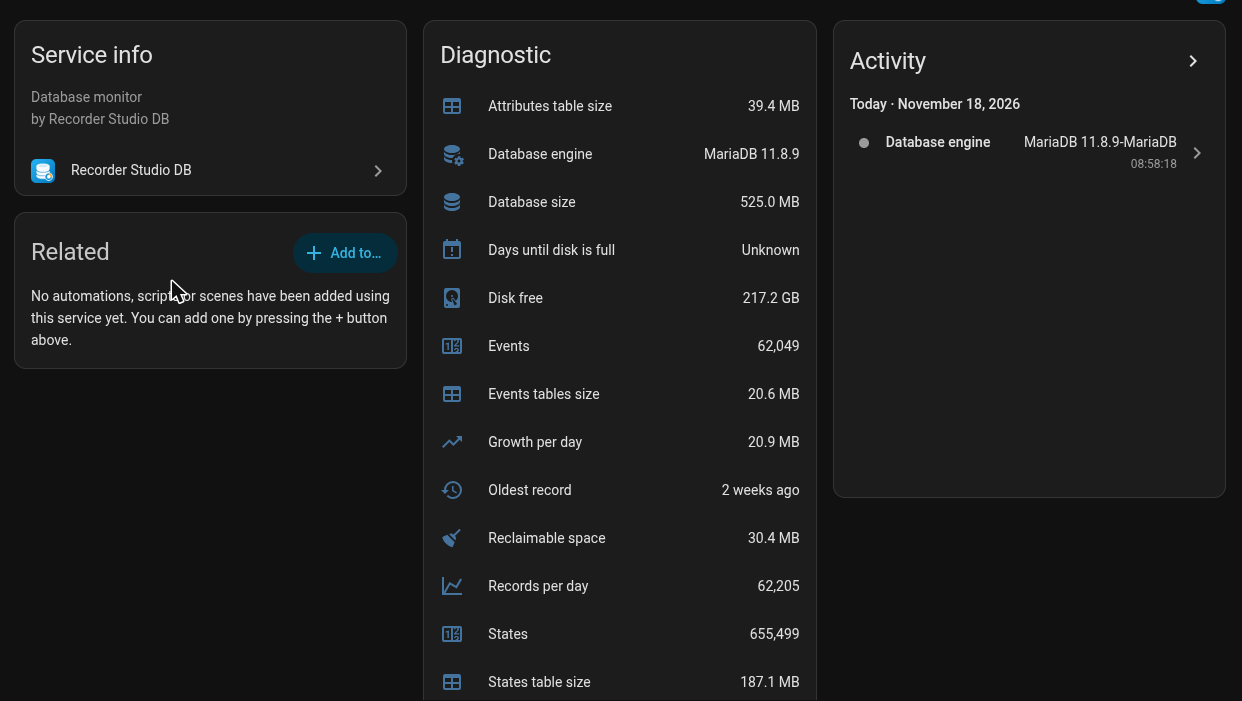 Service info
Database monitor
by Recorder Studio DB
Recorder Studio DB
Related
Add to...
No automations, scripts or scenes have been added using
this service yet. You can add one by pressing the + button
above.
Diagnostic
Attributes table size 39.4 MB
Database engine MariaDB 11.8.9
Database size 525.0 MB
Days until disk is full Unknown
Disk free 217.2 GB
Events 62,049
Events tables size 20.6 MB
Growth per day 20.9 MB
Oldest record 2 weeks ago
Reclaimable space 30.4 MB
Records per day 62,205
States 655,499
States table size 187.1 MB
Activity
Today · November 18, 2026
Database engine MariaDB 11.8.9-MariaDB
08:58:18